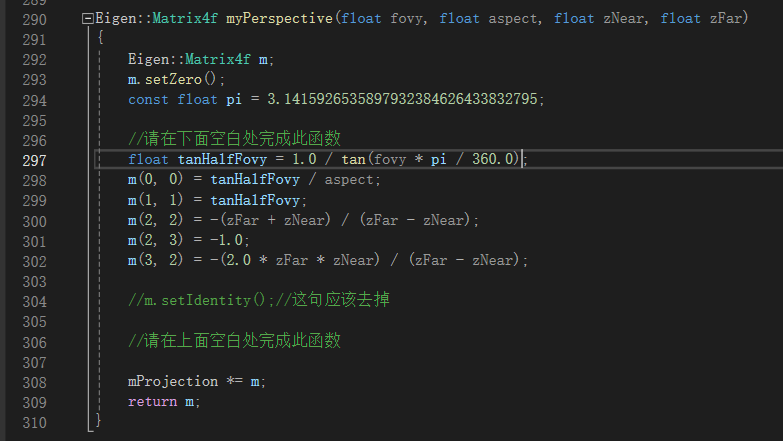 289
290 Eigen::Matrix4f myPerspective(float fovy, float aspect, float zNear, float zFar)
291 {
292 Eigen::Matrix4f m;
293 m.setZero();
294 const float pi = 3.1415926535897932384626433832795;
295
296 //请在下面空白处完成此函数
297 float tanHalfFovy = 1.0 / tan(fovy * pi / 360.0);
298 m(0, 0) = tanHalfFovy / aspect;
299 m(1, 1) = tanHalfFovy;
300 m(2, 2) = -(zFar + zNear) / (zFar - zNear);
301 m(2, 3) = -1.0;
302 m(3, 2) = -(2.0 * zFar * zNear) / (zFar - zNear);
303
304 //m.setIdentity();//这句应该去掉
305
306 //请在上面空白处完成此函数
307
308 mProjection *= m;
309 return m;
310 }